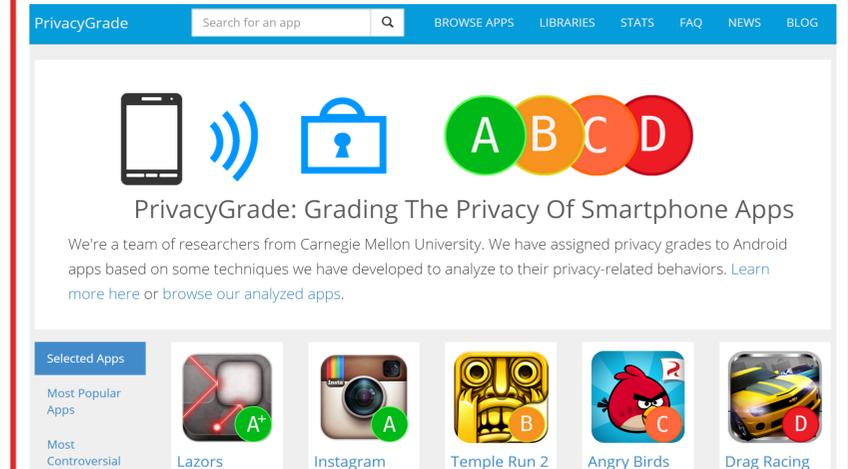 PrivacyGrade
Search for an app
BROWSE APPS LIBRARIES STATS FAQ NEWS BLOG
A B C D
PrivacyGrade: Grading The Privacy Of Smartphone Apps
We're a team of researchers from Carnegie Mellon University. We have assigned privacy grades to Android
apps based on some techniques we have developed to analyze to their privacy-related behaviors. Learn
more here or browse our analyzed apps.
Selected Apps
Most Popular
Apps
Most
Controversial
Insta
A+ A B C D
Lazors Instagram Temple Run 2 Angry Birds Drag Racing